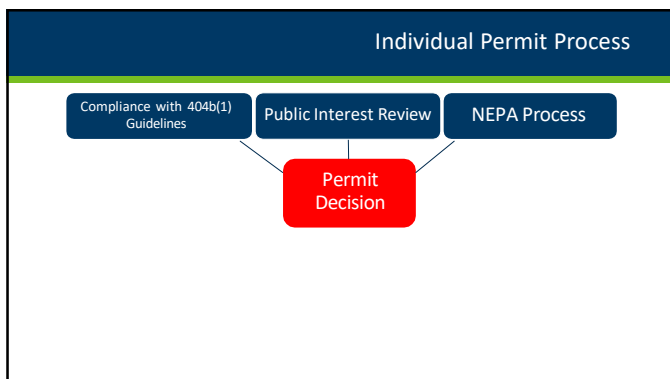 Individual Permit Process
Compliance with 404b(1)
Guidelines
Public Interest Review
NEPA Process
Permit
Decision